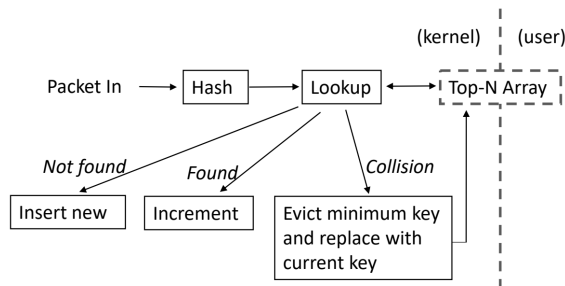 (kernel) (user)
Packet In Hash Lookup Top-N Array
Not found Found Collision
Insert new Increment Evict minimum key
and replace with
current key